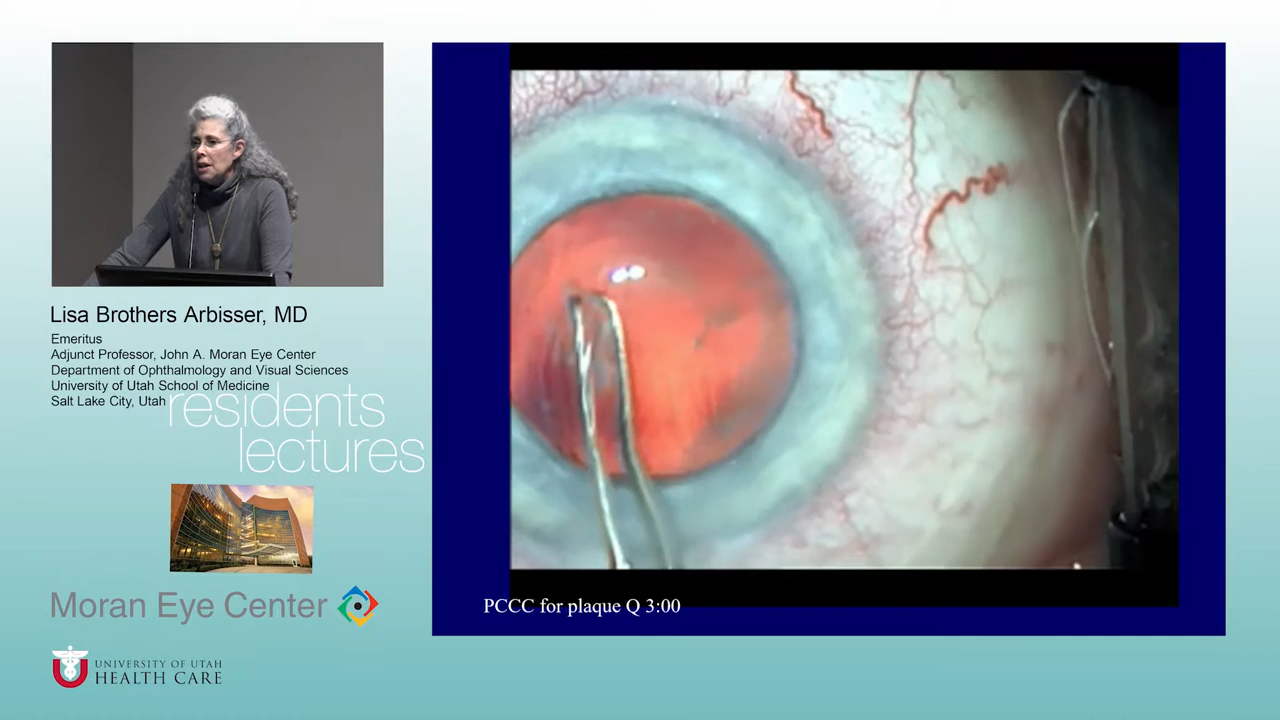 Lisa Brothers Arbisser, MD
Emeritus
Adjunct Professor, John A. Moran Eye Center
Department of Ophthalmology and Visual Sciences
University of Utah School of Medicine
Salt Lake City, Utah
residents
lectures
Moran Eye Center
UNIVERSITY OF UTAH
HEALTH CARE
PCCC for plaque Q 3:00